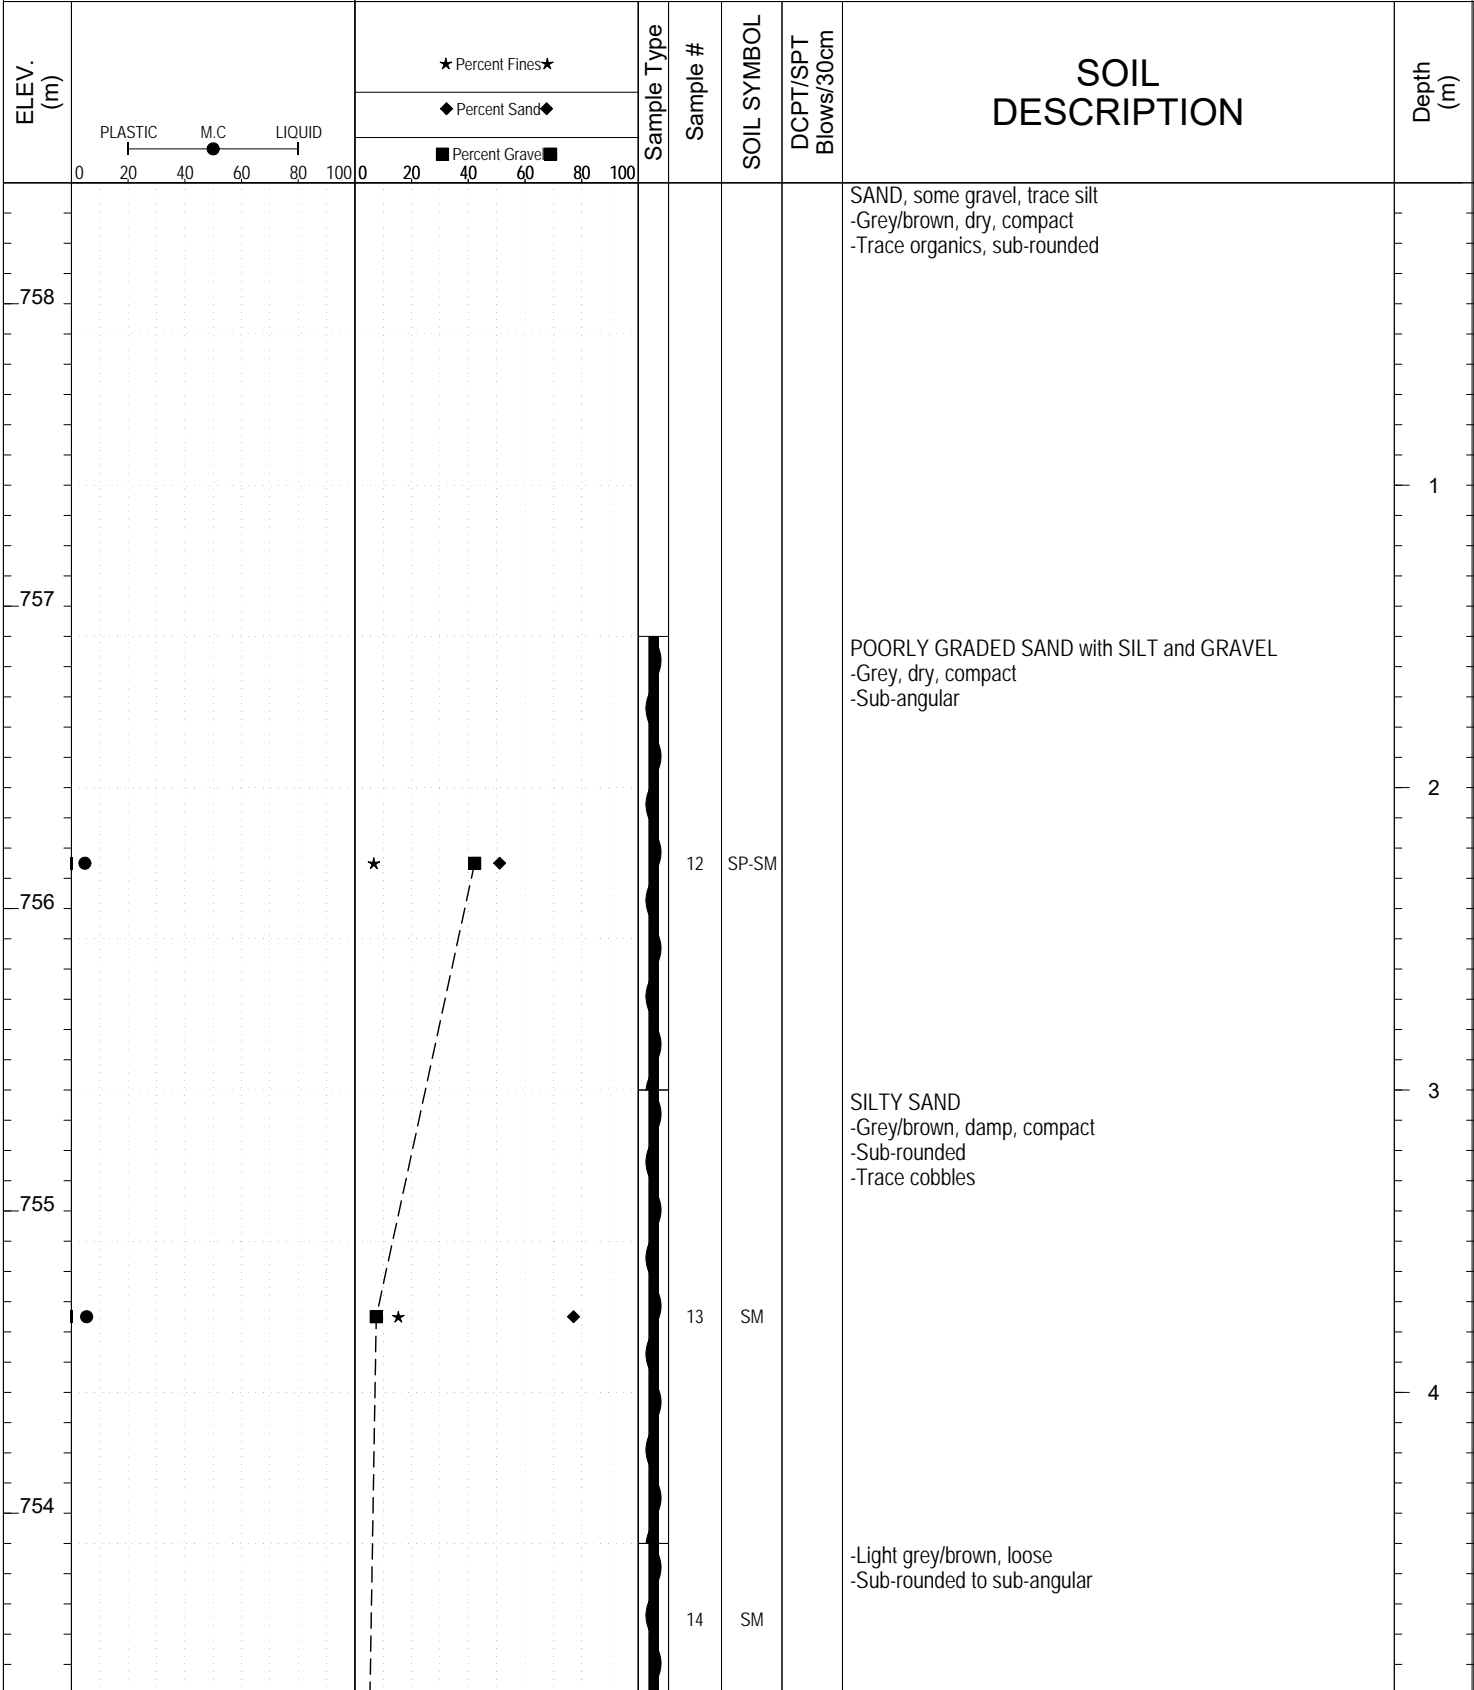 ELEV.
(m)
PLASTIC M.C LIQUID
0 20 40 60 80 100
★ Percent Fines★
◆ Percent Sand◆
■ Percent Gravel■
0 20 40 60 80 100
Sample Type
Sample #
SOIL SYMBOL
DCPT/SPT
Blows/30cm
SOIL
DESCRIPTION
Depth
(m)
SAND, some gravel, trace silt
-Grey/brown, dry, compact
-Trace organics, sub-rounded
758
1
757
POORLY GRADED SAND with SILT and GRAVEL
-Grey, dry, compact
-Sub-angular
2
12 SP-SM
756
3
SILTY SAND
-Grey/brown, damp, compact
-Sub-rounded
-Trace cobbles
755
13 SM
4
754
-Light grey/brown, loose
-Sub-rounded to sub-angular
14 SM